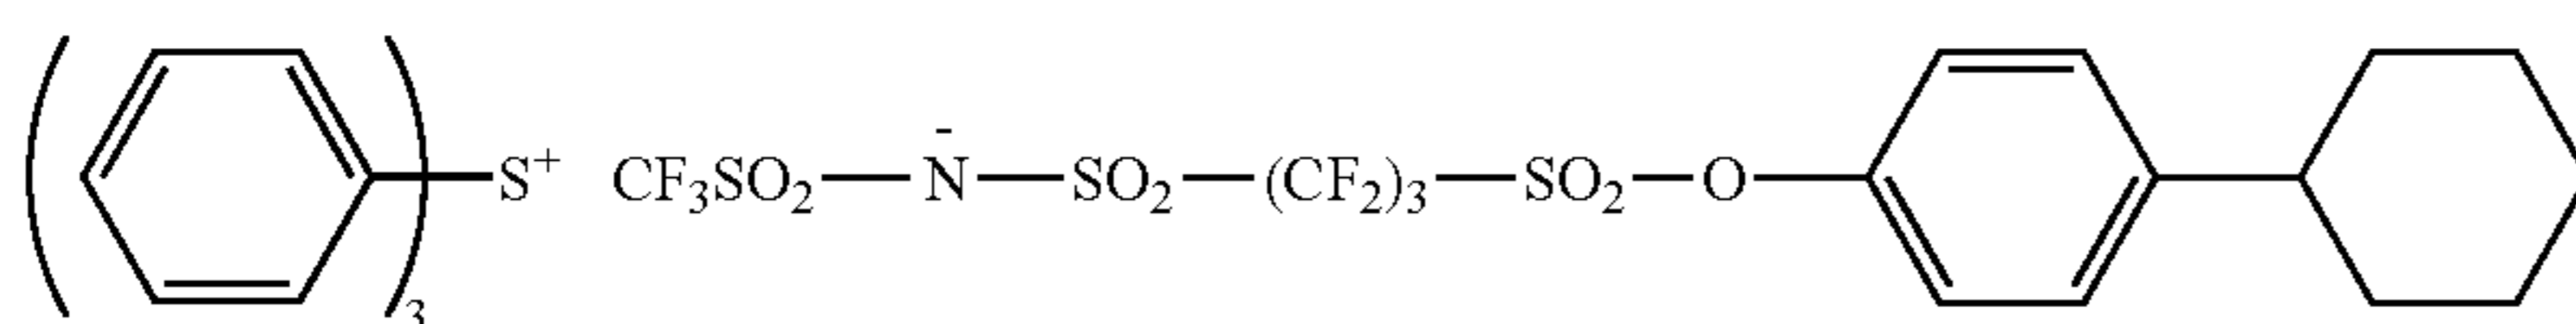 ( )₃ S⁺ CF₃SO₂—N⁻—SO₂—(CF₂)₃—SO₂—O